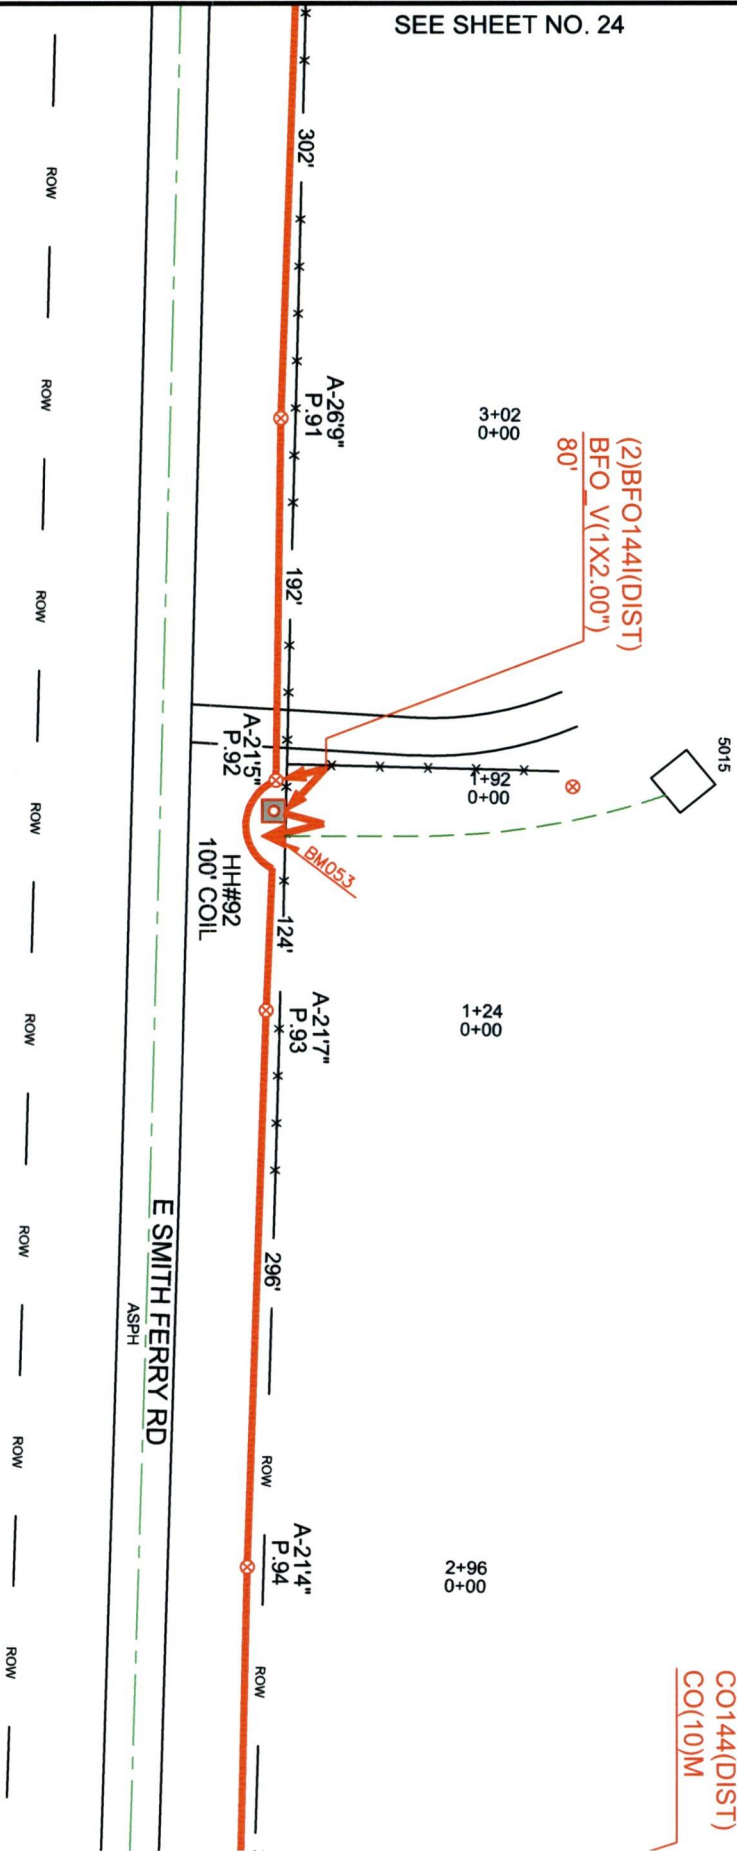 SEE SHEET NO. 24
302'
ROW
A-26'9"
P.91
3+02
0+00
(2)BFO144I(DIST)
BFO_V(1X2.00")
80'
ROW
192'
ROW
A-21'5"
P.92
1+92
0+00
5015
ROW
BM053
HH#92
100' COIL
124'
A-21'7"
P.93
1+24
0+00
ROW
E SMITH FERRY RD
ASPH
ROW
296'
ROW
ROW
A-21'4"
P.94
2+96
0+00
ROW
ROW
CO144(DIST)
CO(10)M